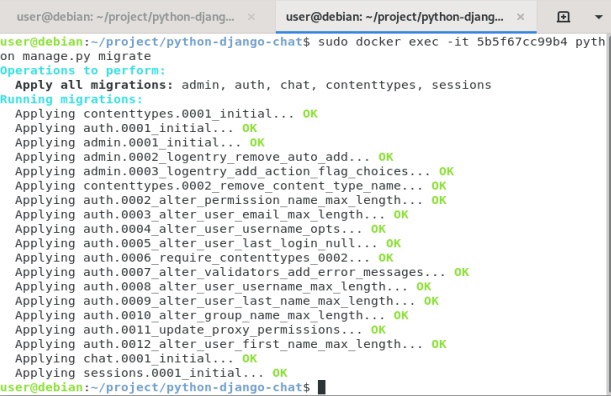 user@debian: ~/project/python-djang...
user@debian: ~/project/python-djang...
user@debian:~/project/python-django-chat$ sudo docker exec -it 5b5f67cc99b4 pyth
on manage.py migrate
Operations to perform:
  Apply all migrations: admin, auth, chat, contenttypes, sessions
Running migrations:
  Applying contenttypes.0001_initial... OK
  Applying auth.0001_initial... OK
  Applying admin.0001_initial... OK
  Applying admin.0002_logentry_remove_auto_add... OK
  Applying admin.0003_logentry_add_action_flag_choices... OK
  Applying contenttypes.0002_remove_content_type_name... OK
  Applying auth.0002_alter_permission_name_max_length... OK
  Applying auth.0003_alter_user_email_max_length... OK
  Applying auth.0004_alter_user_username_opts... OK
  Applying auth.0005_alter_user_last_login_null... OK
  Applying auth.0006_require_contenttypes_0002... OK
  Applying auth.0007_alter_validators_add_error_messages... OK
  Applying auth.0008_alter_user_username_max_length... OK
  Applying auth.0009_alter_user_last_name_max_length... OK
  Applying auth.0010_alter_group_name_max_length... OK
  Applying auth.0011_update_proxy_permissions... OK
  Applying auth.0012_alter_user_first_name_max_length... OK
  Applying chat.0001_initial... OK
  Applying sessions.0001_initial... OK
user@debian:~/project/python-django-chat$